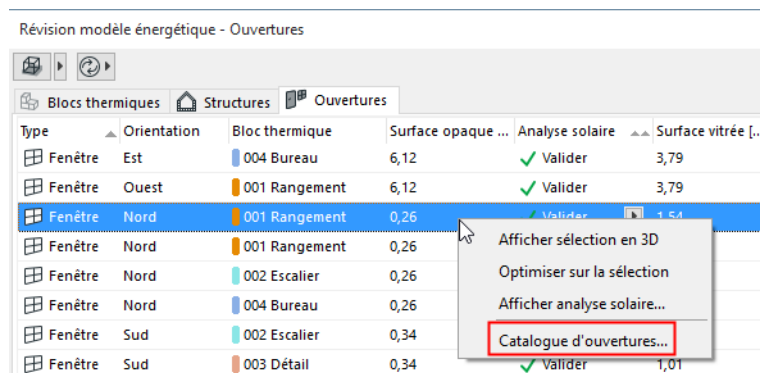 Révision modèle énergétique - Ouvertures
Blocs thermiques Structures Ouvertures
Type Orientation Bloc thermique Surface opaque ... Analyse solaire Surface vitrée [..
Fenêtre Est 004 Bureau 6,12 Valider 3,79
Fenêtre Ouest 001 Rangement 6,12 Valider 3,79
Fenêtre Nord 001 Rangement 0,26 Valider 1,54
Fenêtre Nord 001 Rangement 0,26
Fenêtre Nord 002 Escalier 0,26
Fenêtre Nord 004 Bureau 0,26
Fenêtre Sud 002 Escalier 0,34
Fenêtre Sud 003 Détail 0,34 Valider 1,01
Afficher sélection en 3D
Optimiser sur la sélection
Afficher analyse solaire...
Catalogue d'ouvertures...